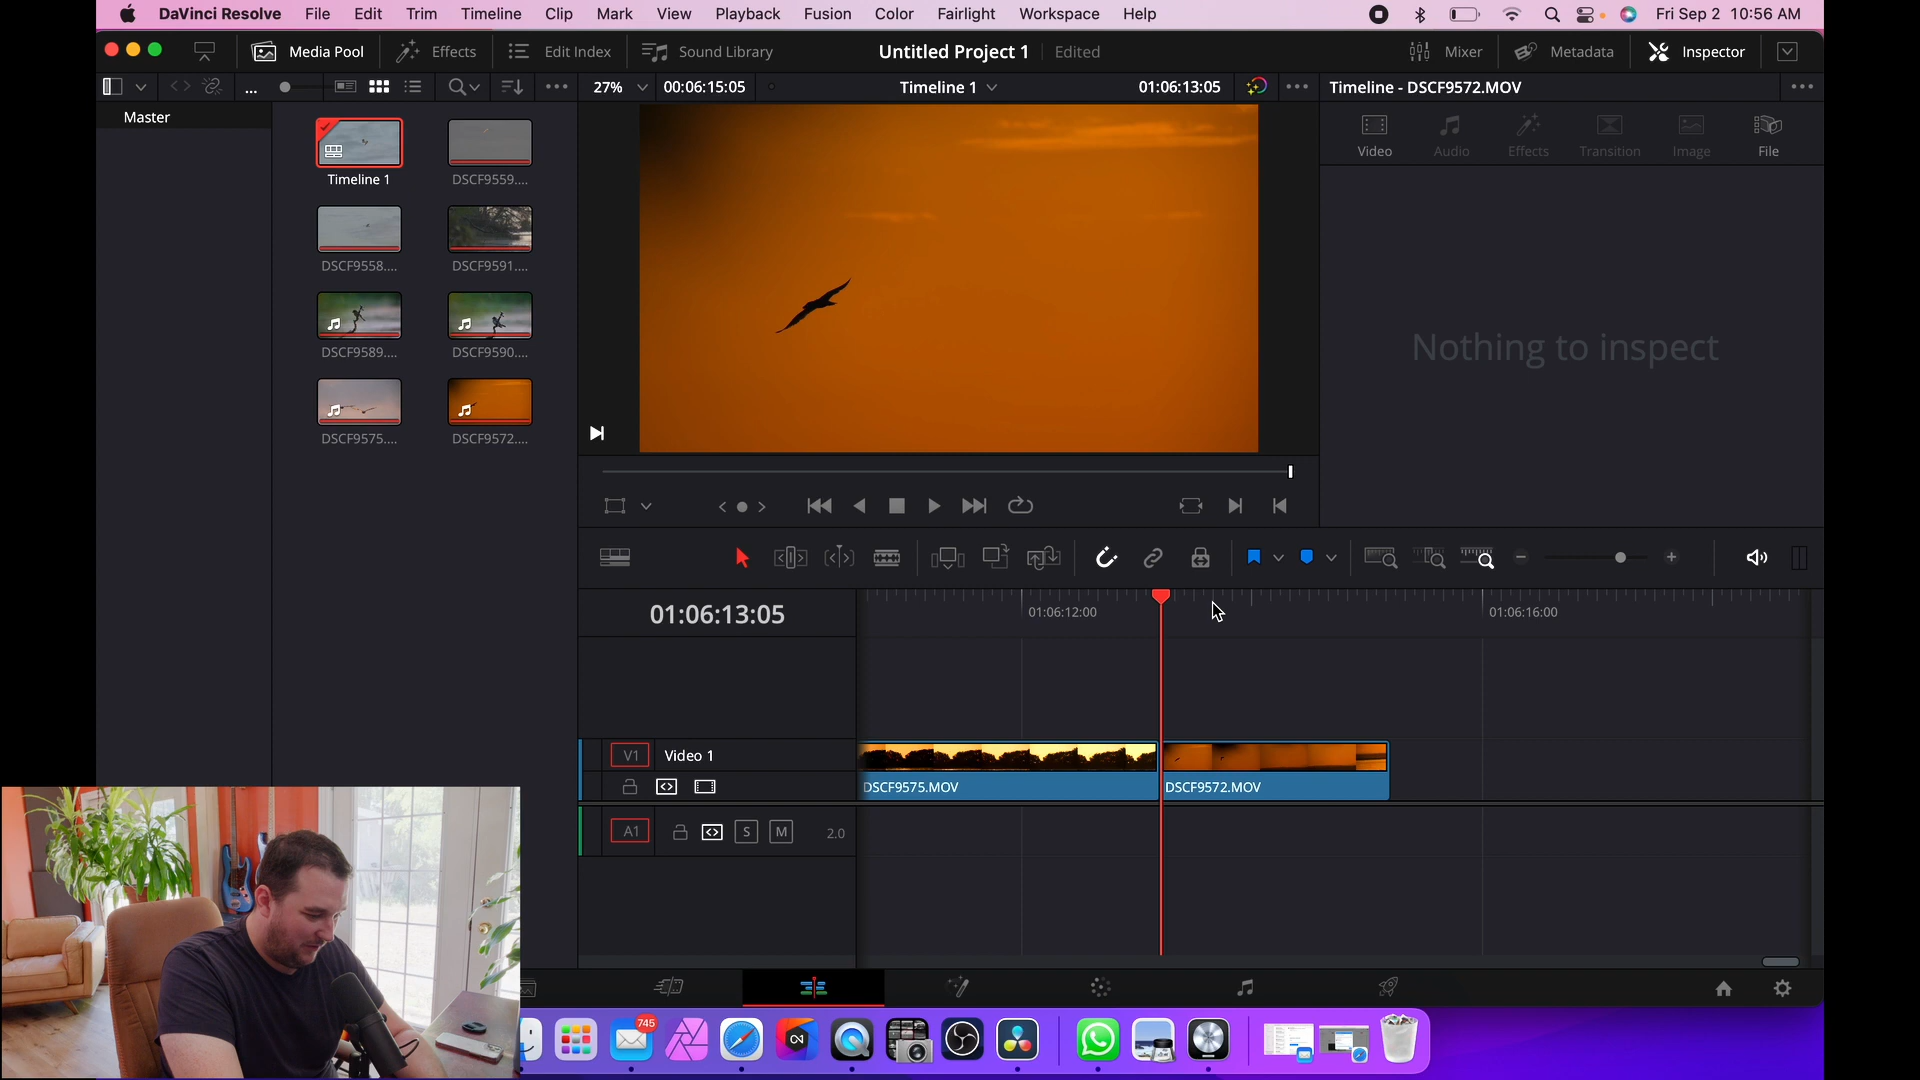 DaVinci Resolve File Edit Trim Timeline Clip Mark View Playback Fusion Color Fairlight Workspace Help Fri Sep 2 10:56 AM
Media Pool Effects Edit Index Sound Library Untitled Project 1 Edited Mixer Metadata Inspector
... 27% 00:06:15:05 Timeline 1 01:06:13:05 Timeline - DSCF9572.MOV
Master
Video Audio Effects Transition Image File
Timeline 1 DSCF9559....
DSCF9558.... DSCF9591....
Nothing to inspect
DSCF9589.... DSCF9590....
DSCF9575.... DSCF9572....
01:06:13:05 01:06:12:00 01:06:16:00
V1 Video 1
DSCF9575.MOV DSCF9572.MOV
A1 S M 2.0
745